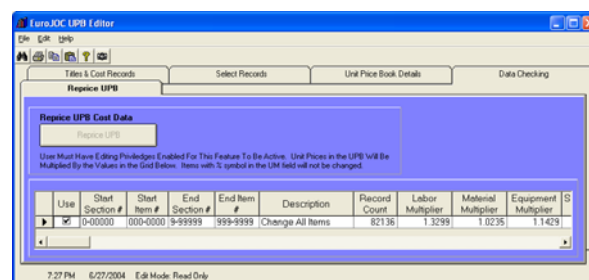 EuroJOC UPB Editor
File Edit Help
Titles & Cost Records Select Records Unit Price Book Details Data Checking
Reprice UPB
Reprice UPB Cost Data
Reprice UPB
User Must Have Editing Priviledges Enabled For This Feature To Be Active. Unit Prices in the UPB Will Be
Multiplied By the Values in the Grid Below. Items with % symbol in the UM field will not be changed.
Use Start Section # Start Item # End Section # End Item # Description Record Count Labor Multiplier Material Multiplier Equipment Multiplier S
0-00000 000-0000 9-99999 999-9999 Change All Items 82136 1.3299 1.0235 1.1429
7:27 PM 6/27/2004 Edit Mode: Read Only